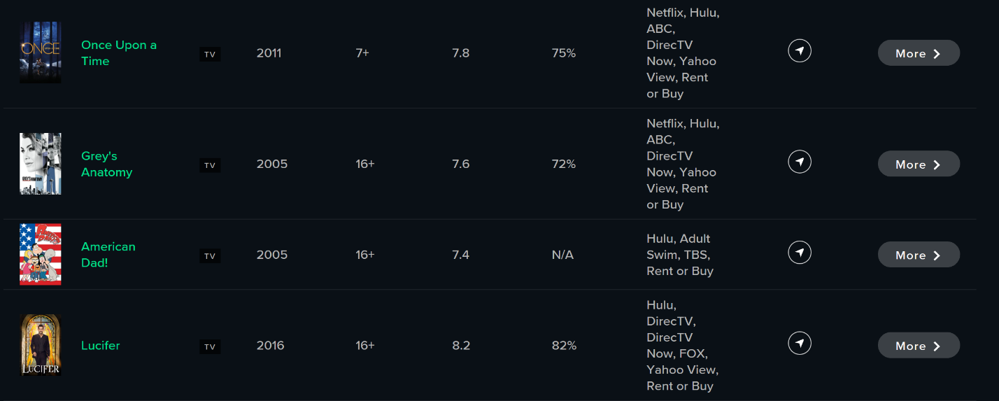 ONCE
Once Upon a
Time
TV
2011
7+
7.8
75%
Netflix, Hulu,
ABC,
DirecTV
Now, Yahoo
View, Rent
or Buy
More
GREY'S ANATOMY
Grey's
Anatomy
TV
2005
16+
7.6
72%
Netflix, Hulu,
ABC,
DirecTV
Now, Yahoo
View, Rent
or Buy
More
American
Dad!
TV
2005
16+
7.4
N/A
Hulu, Adult
Swim, TBS,
Rent or Buy
More
LUCIFER
Lucifer
TV
2016
16+
8.2
82%
Hulu,
DirecTV,
DirecTV
Now, FOX,
Yahoo View,
Rent or Buy
More